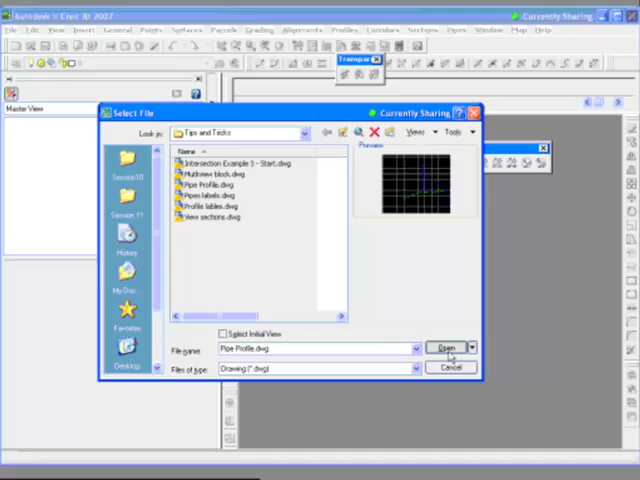 Autodesk Civil 3D 2007
Currently Sharing
File Edit View Insert General Points Surfaces Parcels Grading Alignments Profiles Corridors Sections Pipes Window Map Help
Transpar
Master View
Select File
Currently Sharing
Look in:
Tips and Tricks
Views
Tools
Name
Preview
Intersection Example 3 - Start.dwg
Multiview block.dwg
Pipe Profile.dwg
Pipes labels.dwg
Profile lables.dwg
View sections.dwg
Session10
Session 11
History
My Doc...
Favorites
Desktop
Select Initial View
File name:
Pipe Profile.dwg
Open
Files of type:
Drawing (*.dwg)
Cancel